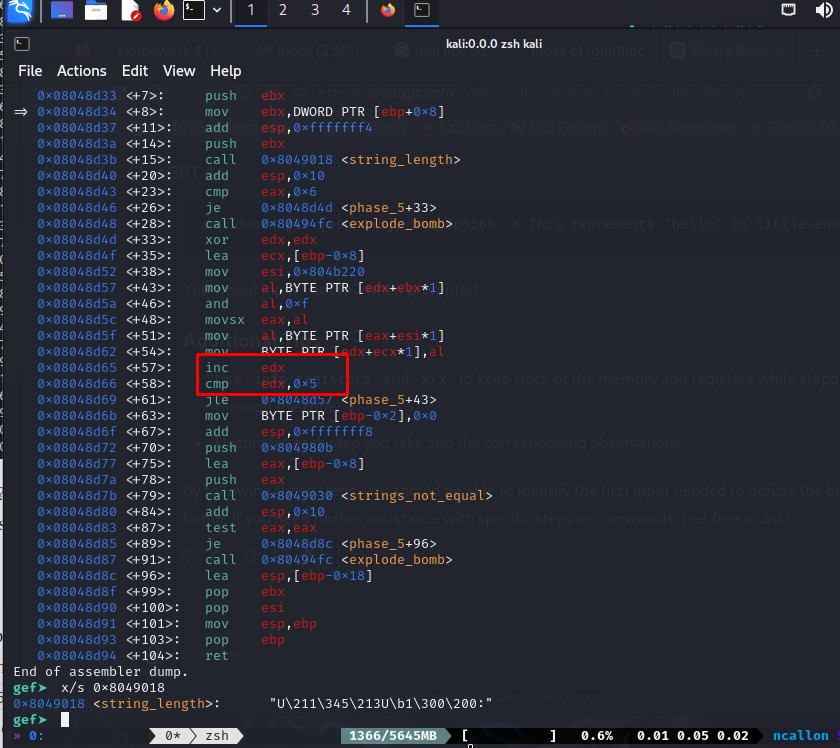 1 2 3 4
kali:0.0.0 zsh kali
File Actions Edit View Help
0×08048d33 <+7>: push ebx
⇒ 0×08048d34 <+8>: mov ebx,DWORD PTR [ebp+0×8]
0×08048d37 <+11>: add esp,0×fffffff4
0×08048d3a <+14>: push ebx
0×08048d3b <+15>: call 0×8049018 <string_length>
0×08048d40 <+20>: add esp,0×10
0×08048d43 <+23>: cmp eax,0×6
0×08048d46 <+26>: je 0×8048d4d <phase_5+33>
0×08048d48 <+28>: call 0×80494fc <explode_bomb>
0×08048d4d <+33>: xor edx,edx
0×08048d4f <+35>: lea ecx,[ebp-0×8]
0×08048d52 <+38>: mov esi,0×804b220
0×08048d57 <+43>: mov al,BYTE PTR [edx+ebx*1]
0×08048d5a <+46>: and al,0×f
0×08048d5c <+48>: movsx eax,al
0×08048d5f <+51>: mov al,BYTE PTR [eax+esi*1]
0×08048d62 <+54>: mov BYTE PTR [edx+ecx*1],al
0×08048d65 <+57>: inc edx
0×08048d66 <+58>: cmp edx,0×5
0×08048d69 <+61>: jle 0×8048d57 <phase_5+43>
0×08048d6b <+63>: mov BYTE PTR [ebp-0×2],0×0
0×08048d6f <+67>: add esp,0×fffffff8
0×08048d72 <+70>: push 0×804980b
0×08048d77 <+75>: lea eax,[ebp-0×8]
0×08048d7a <+78>: push eax
0×08048d7b <+79>: call 0×8049030 <strings_not_equal>
0×08048d80 <+84>: add esp,0×10
0×08048d83 <+87>: test eax,eax
0×08048d85 <+89>: je 0×8048d8c <phase_5+96>
0×08048d87 <+91>: call 0×80494fc <explode_bomb>
0×08048d8c <+96>: lea esp,[ebp-0×18]
0×08048d8f <+99>: pop ebx
0×08048d90 <+100>: pop esi
0×08048d91 <+101>: mov esp,ebp
0×08048d93 <+103>: pop ebp
0×08048d94 <+104>: ret
End of assembler dump.
gef➤ x/s 0×8049018
0×8049018 <string_length>: "U\211\345\213U\b1\300\200:"
gef➤
» 0: 0* zsh 1366/5645MB [ ] 0.6% 0.01 0.05 0.02 ncallon